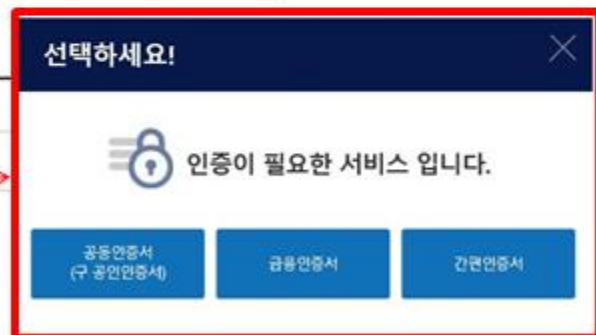 선택하세요!
인증이 필요한 서비스 입니다.
공동인증서
(구 공인인증서)
금융인증서
간편인증서